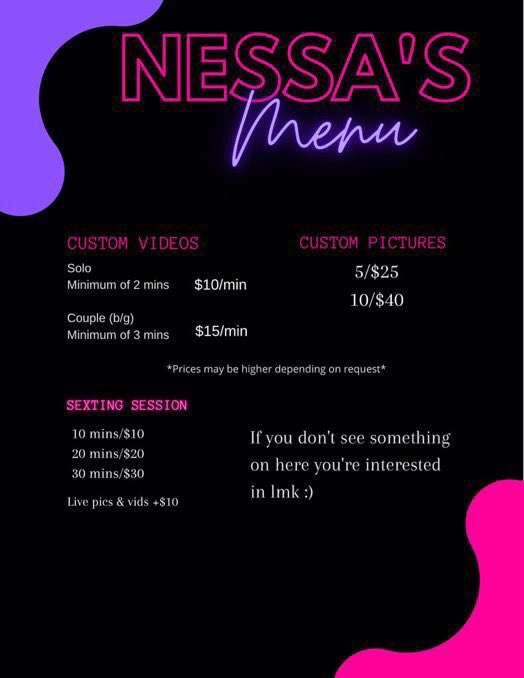 NESSA'S
Menu
CUSTOM VIDEOS
Solo
Minimum of 2 mins $10/min
Couple (b/g)
Minimum of 3 mins $15/min
CUSTOM PICTURES
5/$25
10/$40
*Prices may be higher depending on request*
SEXTING SESSION
10 mins/$10
20 mins/$20
30 mins/$30
Live pics & vids +$10
If you don't see something
on here you're interested
in lmk :)